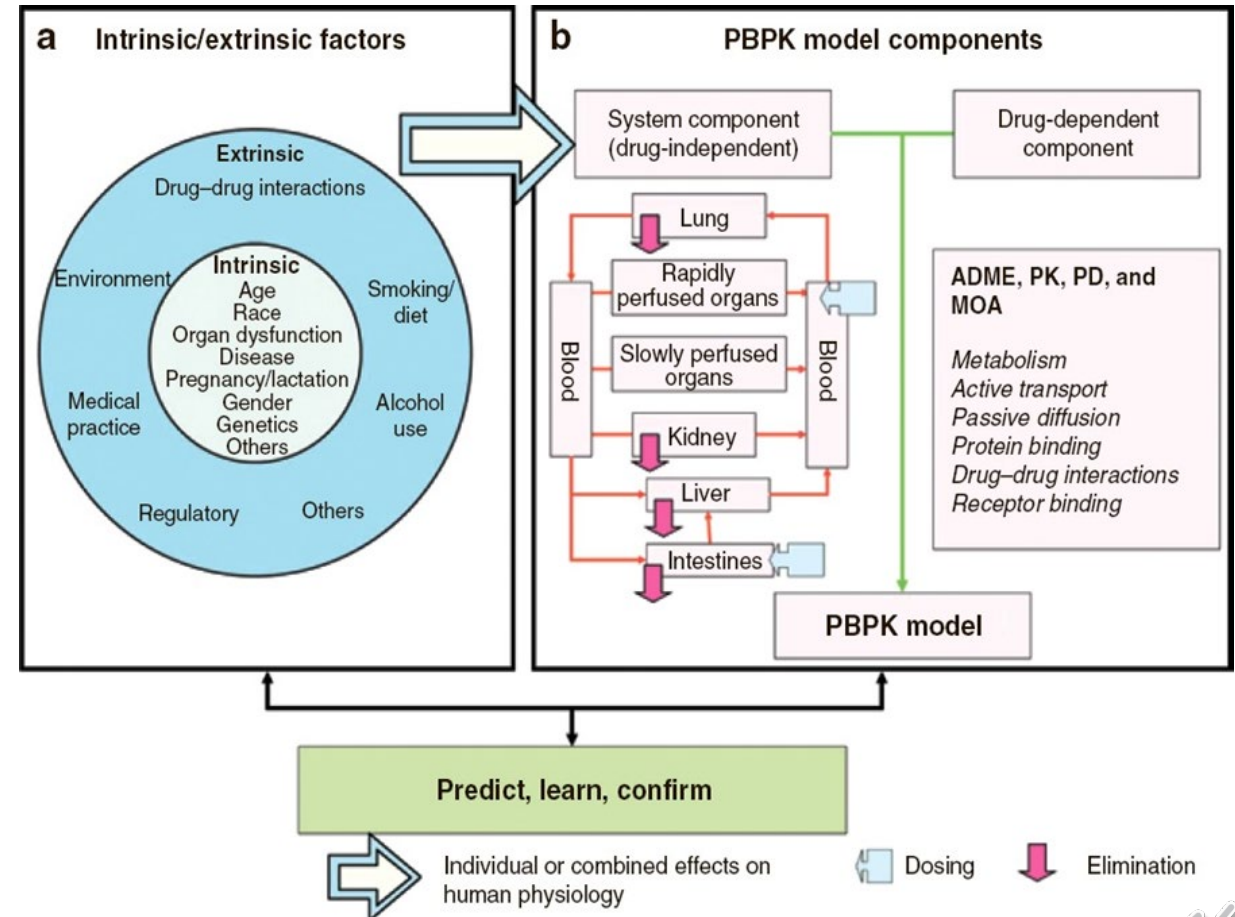 a Intrinsic/extrinsic factors
Extrinsic
Drug–drug interactions
Environment
Smoking/
diet
Medical
practice
Alcohol
use
Regulatory
Others
Intrinsic
Age
Race
Organ dysfunction
Disease
Pregnancy/lactation
Gender
Genetics
Others
b PBPK model components
System component
(drug-independent)
Drug-dependent
component
Lung
Rapidly
perfused organs
Slowly perfused
organs
Kidney
Liver
Intestines
Blood
Blood
ADME, PK, PD, and
MOA
Metabolism
Active transport
Passive diffusion
Protein binding
Drug–drug interactions
Receptor binding
PBPK model
Predict, learn, confirm
Individual or combined effects on
human physiology
Dosing
Elimination